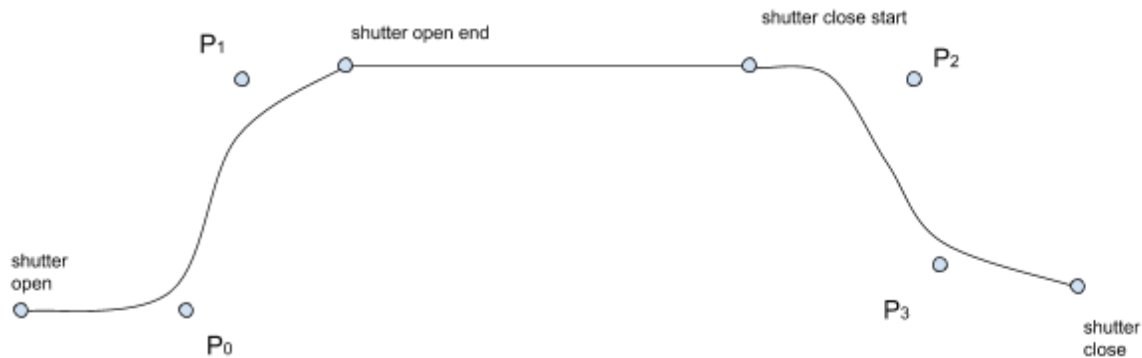 shutter close start
P1
shutter open end
P2
shutter
open
P3
P0
shutter
close